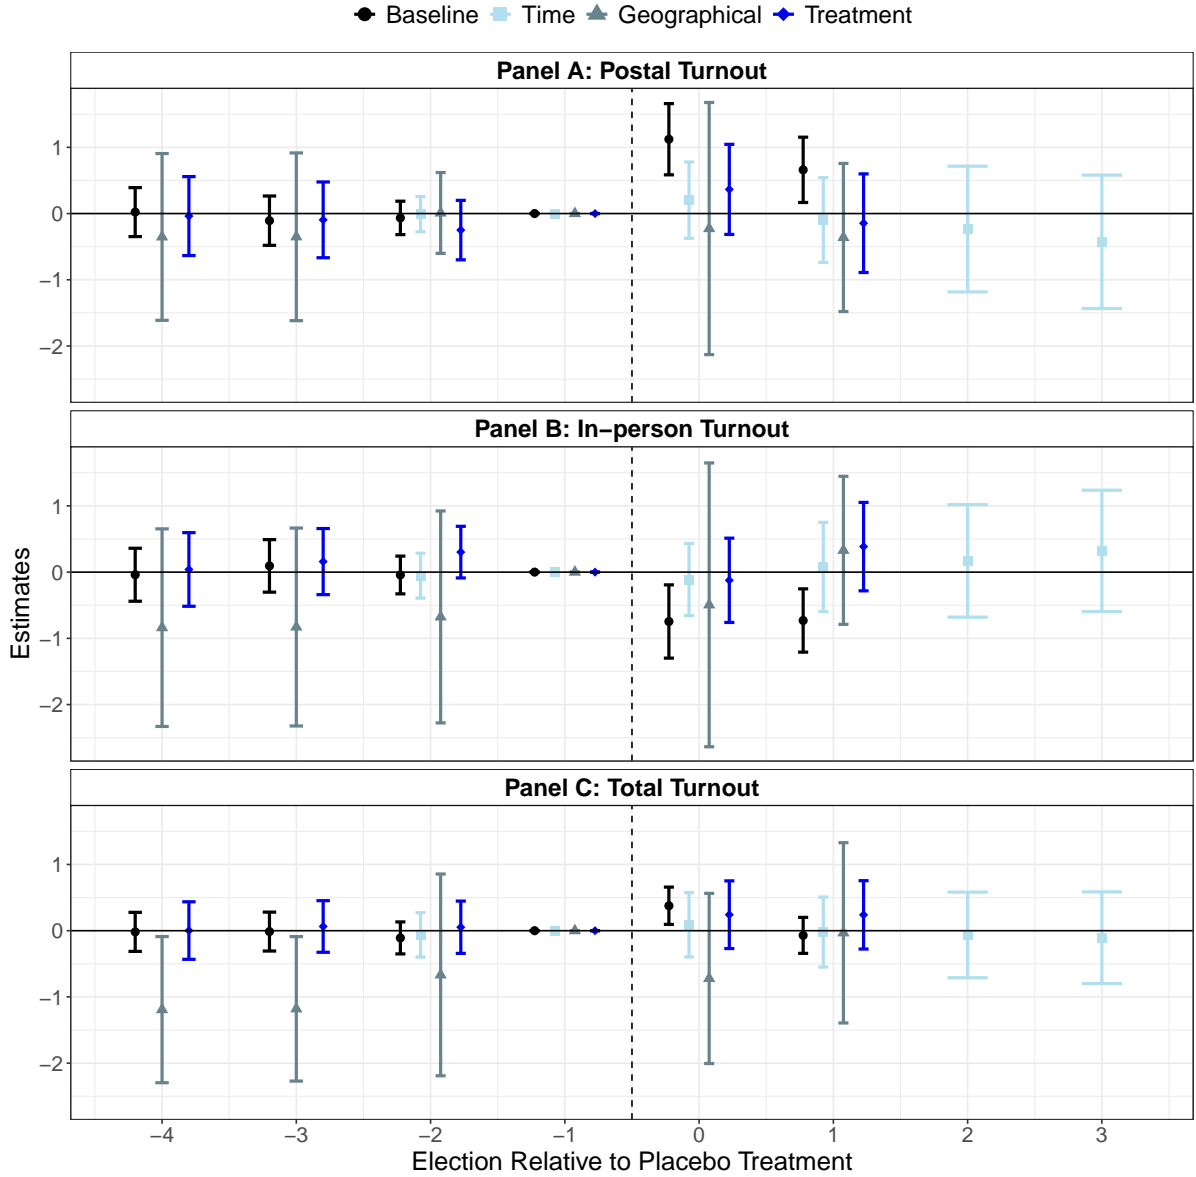 Baseline Time Geographical Treatment
Panel A: Postal Turnout
1
0
−1
−2
Panel B: In−person Turnout
1
0
−1
−2
Estimates
Panel C: Total Turnout
1
0
−1
−2
−4 −3 −2 −1 0 1 2 3
Election Relative to Placebo Treatment